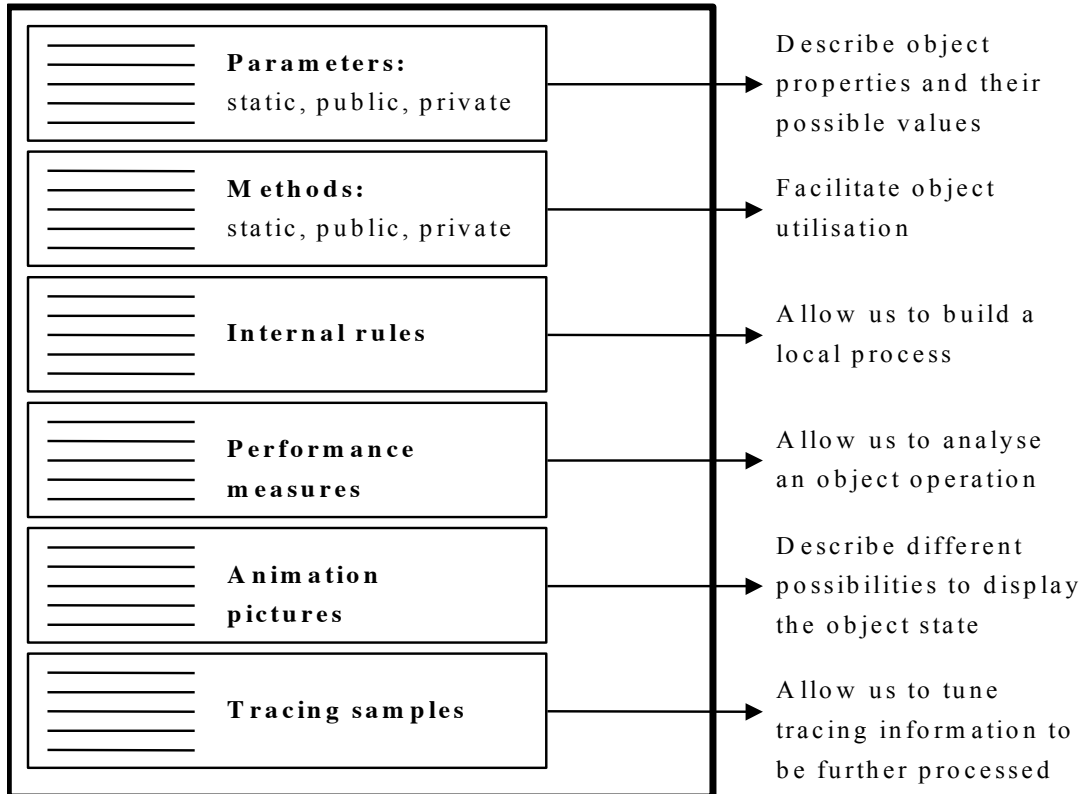 Parameters:
static, public, private
Describe object
properties and their
possible values
Methods:
static, public, private
Facilitate object
utilisation
Internal rules
Allow us to build a
local process
Performance
measures
Allow us to analyse
an object operation
Animation
pictures
Describe different
possibilities to display
the object state
Tracing samples
Allow us to tune
tracing information to
be further processed